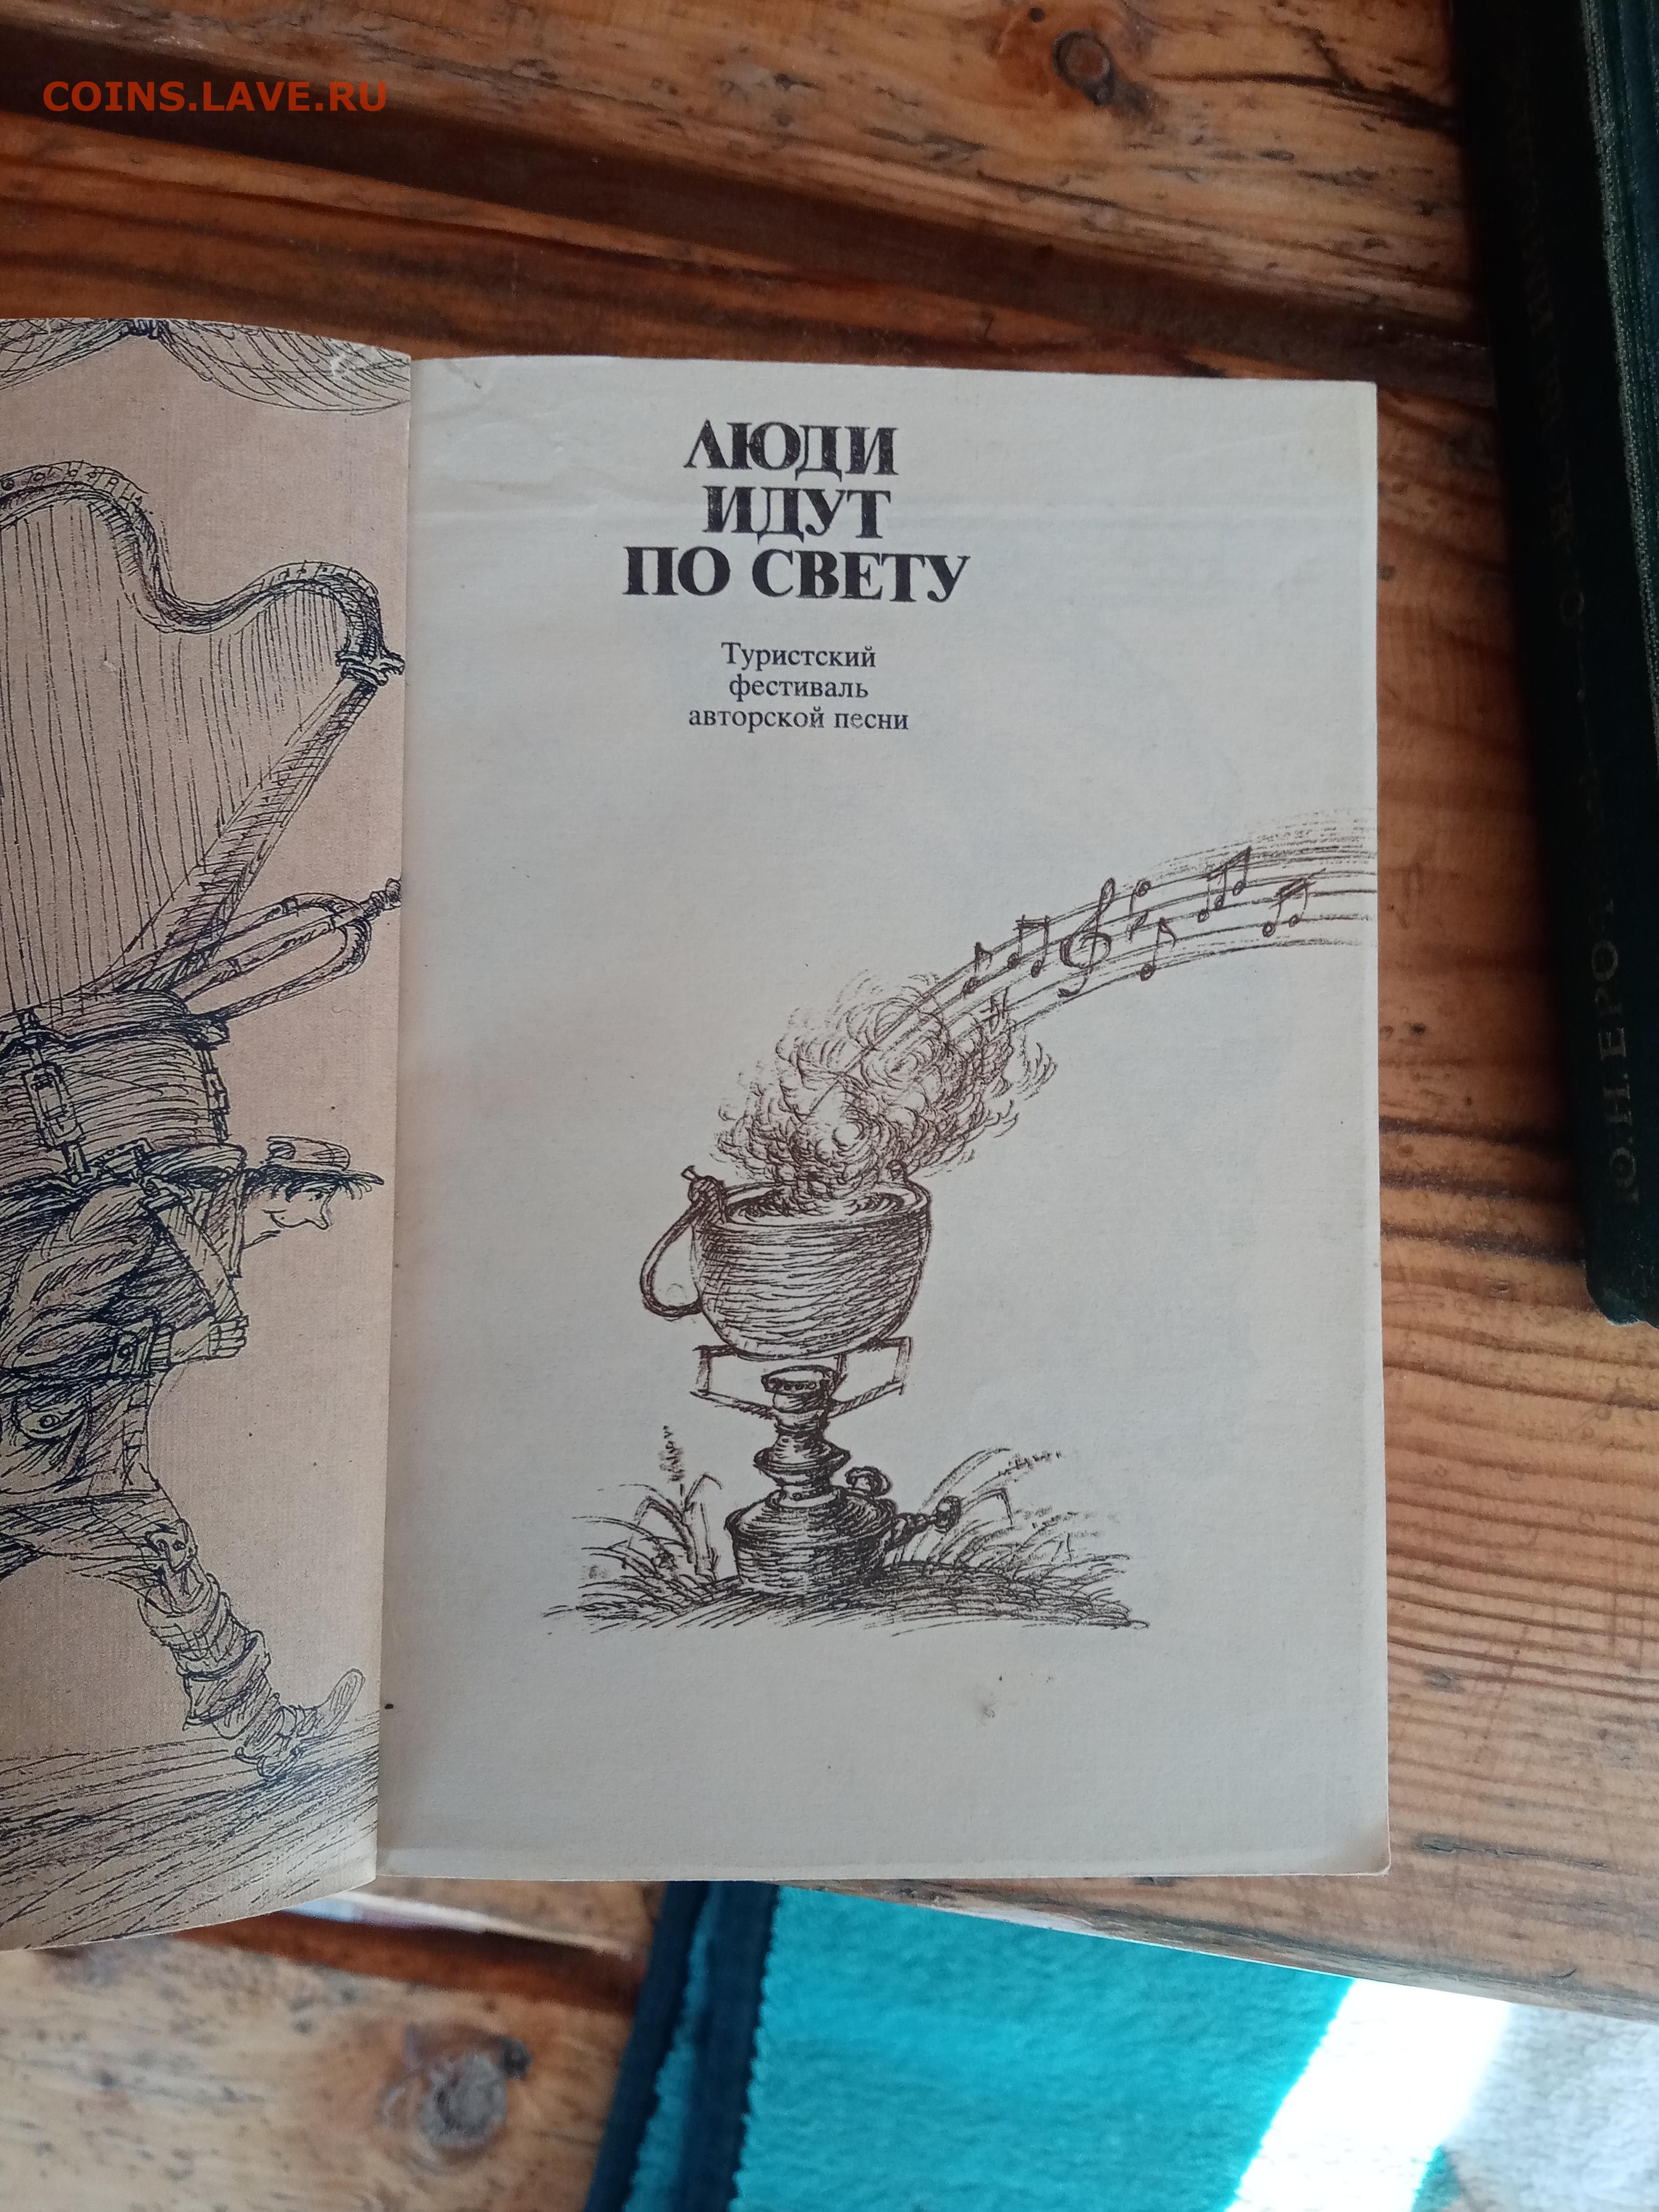 COINS.LAVE.RU
ЛЮДИ
ИДУТ
ПО СВЕТУ
Туристский
фестиваль
авторской песни